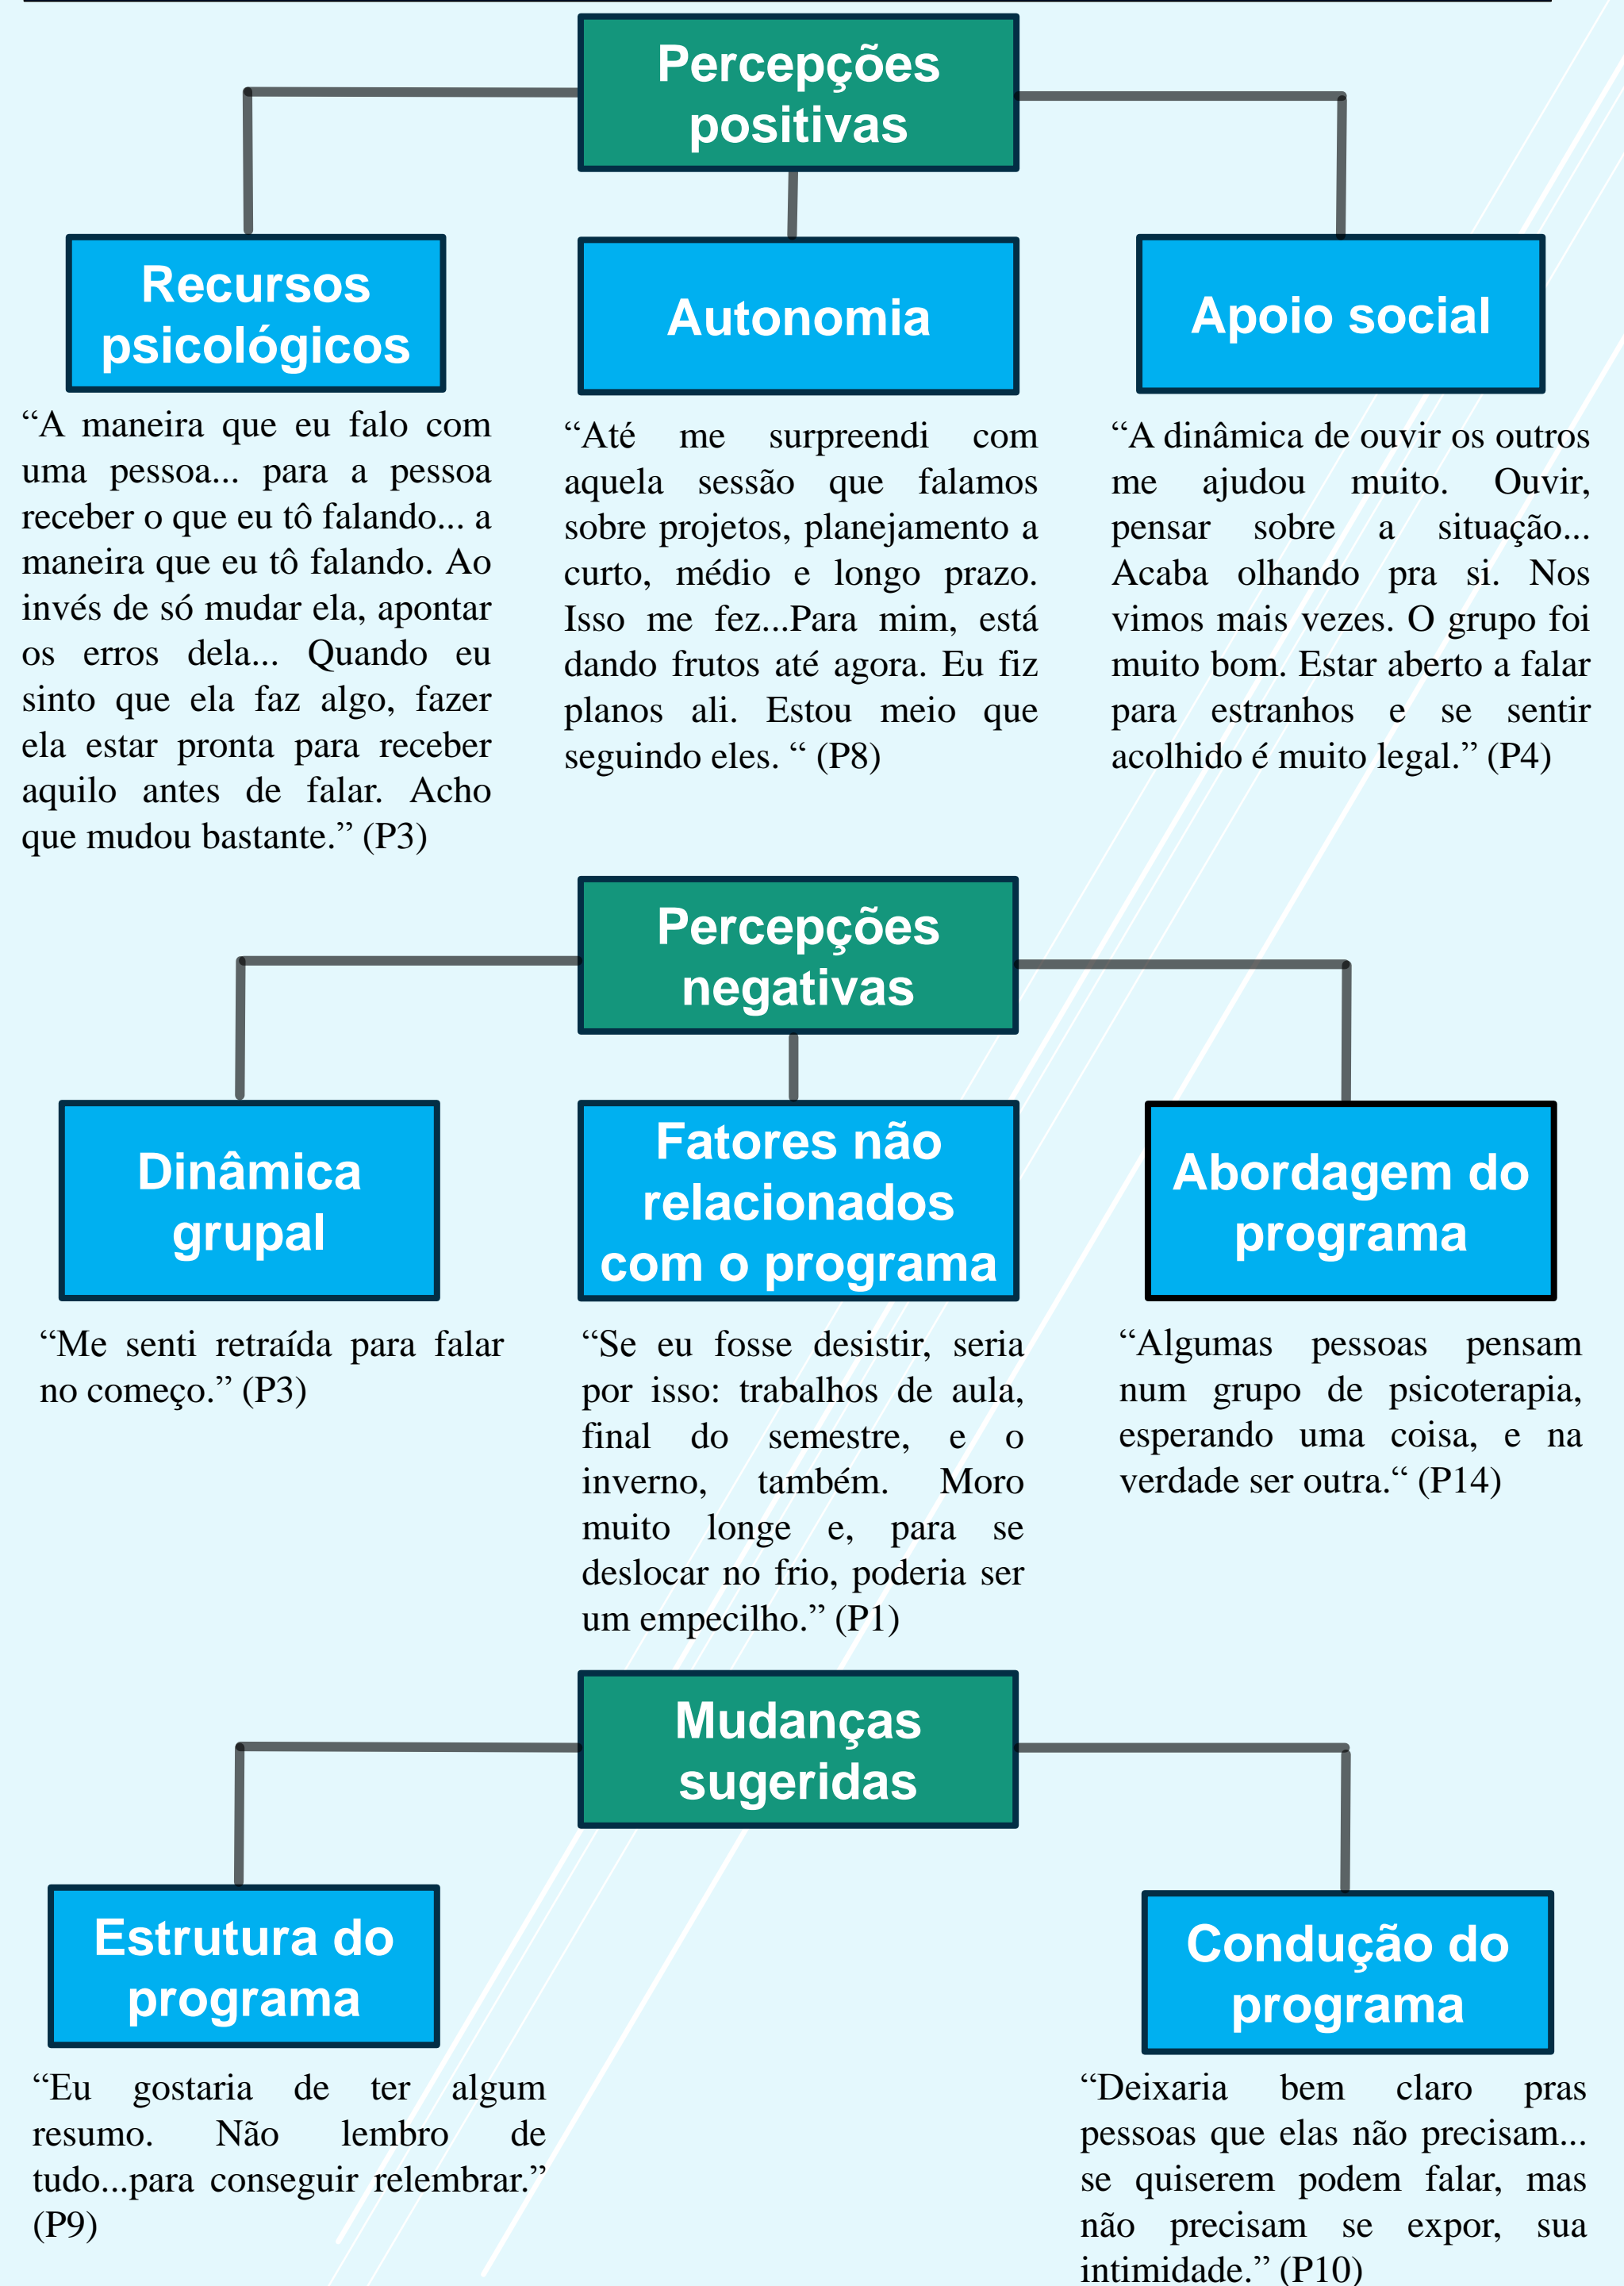 Percepções
positivas
Recursos
psicológicos
“A maneira que eu falo com
uma pessoa... para a pessoa
receber o que eu tô falando... a
maneira que eu tô falando. Ao
invés de só mudar ela, apontar
os erros dela... Quando eu
sinto que ela faz algo, fazer
ela estar pronta para receber
aquilo antes de falar. Acho
que mudou bastante.” (P3)
Autonomia
“Até me surpreendi com
aquela sessão que falamos
sobre projetos, planejamento a
curto, médio e longo prazo.
Isso me fez...Para mim, está
dando frutos até agora. Eu fiz
planos ali. Estou meio que
seguindo eles. “ (P8)
Apoio social
“A dinâmica de ouvir os outros
me ajudou muito. Ouvir,
pensar sobre a situação...
Acaba olhando pra si. Nos
vimos mais vezes. O grupo foi
muito bom. Estar aberto a falar
para estranhos e se sentir
acolhido é muito legal.” (P4)
Percepções
negativas
Dinâmica
grupal
“Me senti retraída para falar
no começo.” (P3)
Fatores não
relacionados
com o programa
“Se eu fosse desistir, seria
por isso: trabalhos de aula,
final do semestre, e o
inverno, também. Moro
muito longe e, para se
deslocar no frio, poderia ser
um empecilho.” (P1)
Abordagem do
programa
“Algumas pessoas pensam
num grupo de psicoterapia,
esperando uma coisa, e na
verdade ser outra.“ (P14)
Mudanças
sugeridas
Estrutura do
programa
“Eu gostaria de ter algum
resumo. Não lembro de
tudo...para conseguir relembrar.”
(P9)
Condução do
programa
“Deixaria bem claro pras
pessoas que elas não precisam...
se quiserem podem falar, mas
não precisam se expor, sua
intimidade.” (P10)